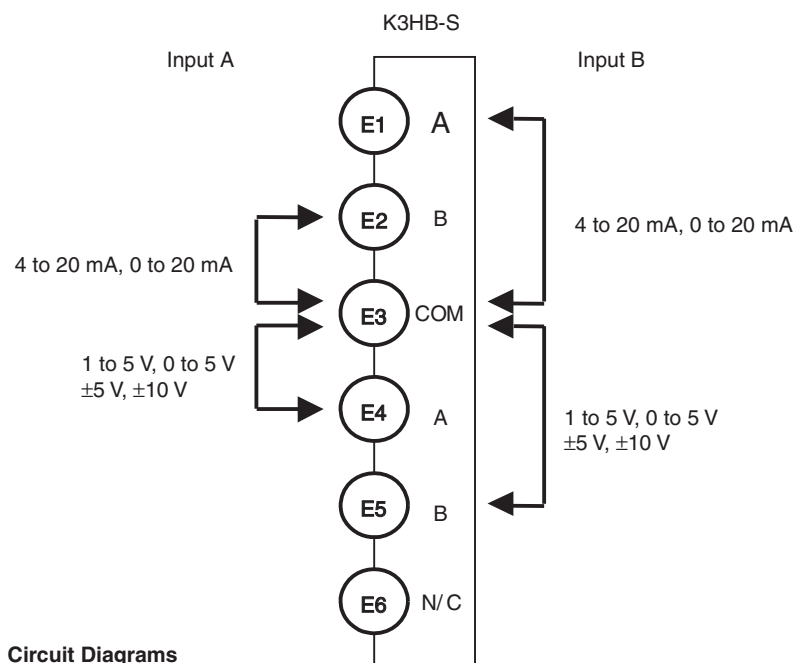 K3HB-S
Input A
Input B
E1 A
E2 B
4 to 20 mA, 0 to 20 mA
4 to 20 mA, 0 to 20 mA
E3 COM
1 to 5 V, 0 to 5 V
±5 V, ±10 V
E4 A
1 to 5 V, 0 to 5 V
±5 V, ±10 V
E5 B
E6 N/C
Circuit Diagrams